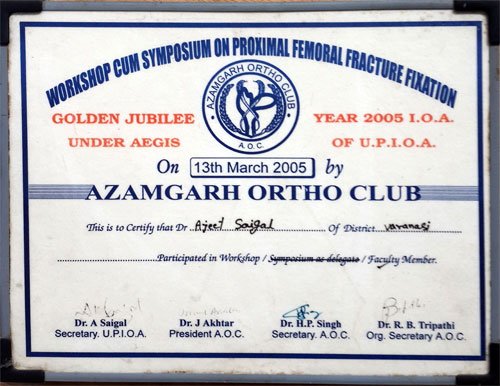 WORKSHOP CUM SYMPOSIUM ON PROXIMAL FEMORAL FRACTURE FIXATION
AZAMGARH ORTHO CLUB
A.O.C.
GOLDEN JUBILEE YEAR 2005 I.O.A.
UNDER AEGIS OF U.P.I.O.A.
On 13th March 2005 by
AZAMGARH ORTHO CLUB
This is to Certify that Dr Ajeet Saigal Of District varanasi
Participated in Workshop / Symposium as delegate / Faculty Member.
Dr. A Saigal Dr. J Akhtar Dr. H.P. Singh Dr. R. B. Tripathi
Secretary. U.P.I.O.A. President A.O.C. Secretary. A.O.C. Org. Secretary A.O.C.